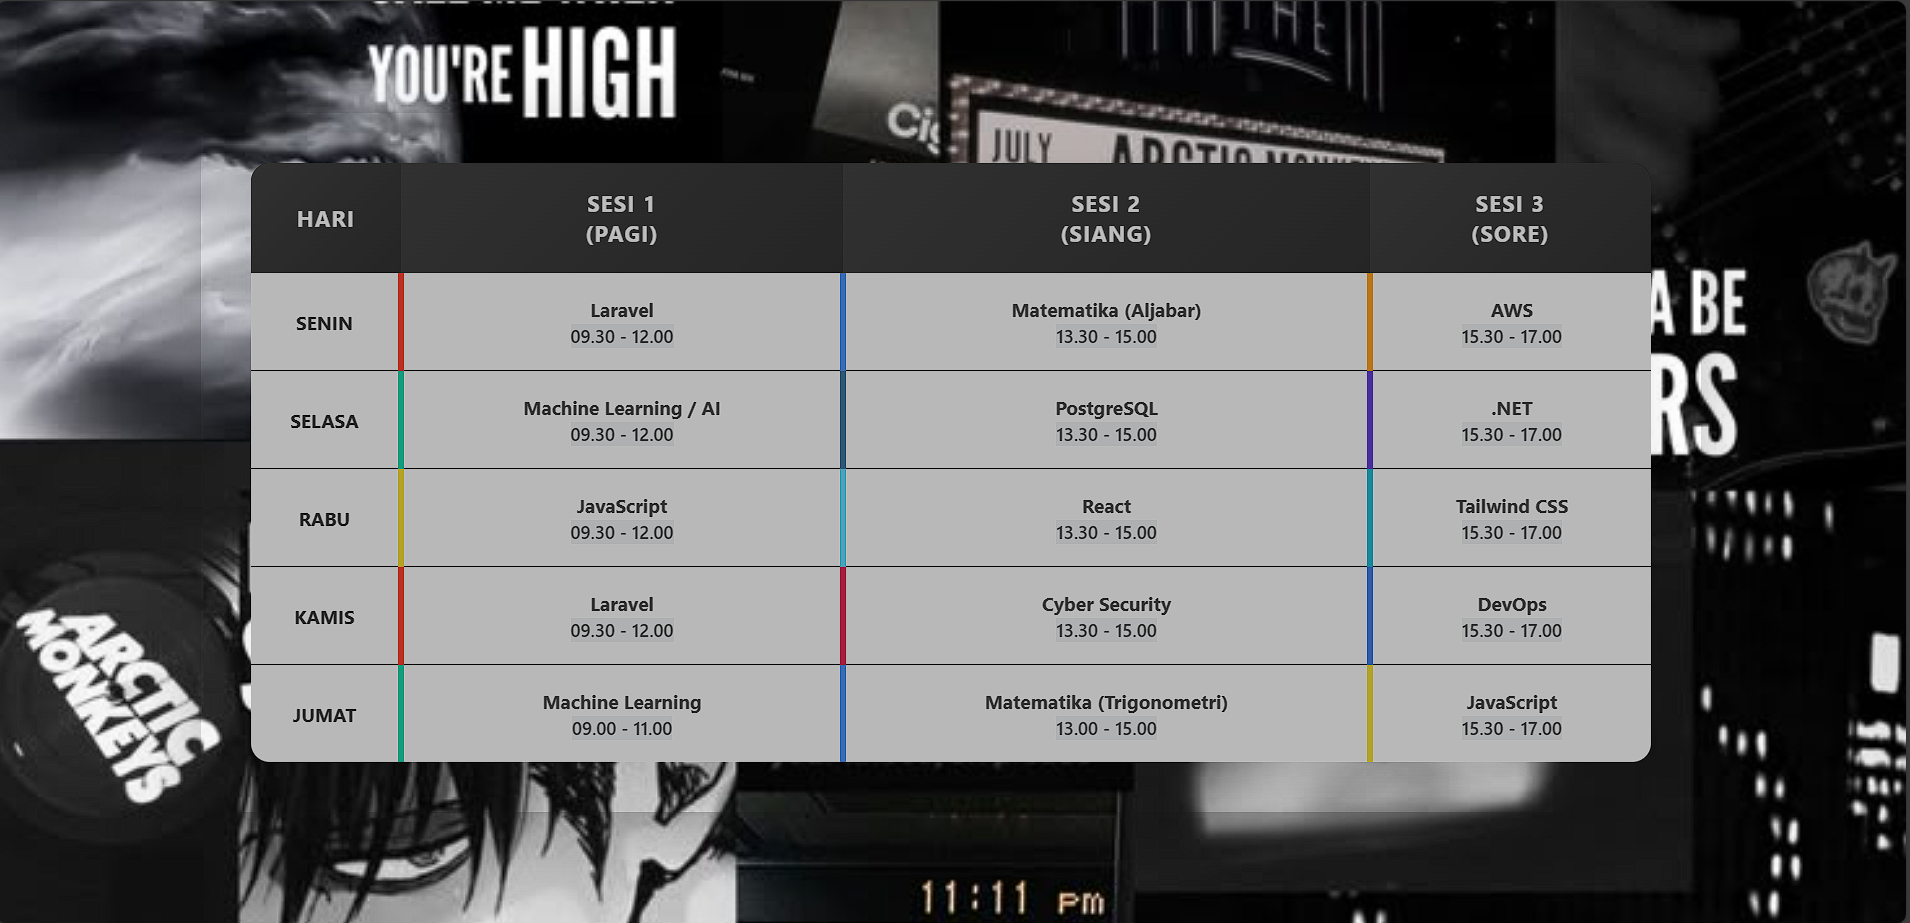 YOU'RE HIGH
Cig
THE
JULY ARCTIC MONKEYS
HARI
SESI 1
(PAGI)
SESI 2
(SIANG)
SESI 3
(SORE)
SENIN
Laravel
09.30 - 12.00
Matematika (Aljabar)
13.30 - 15.00
AWS
15.30 - 17.00
SELASA
Machine Learning / AI
09.30 - 12.00
PostgreSQL
13.30 - 15.00
.NET
15.30 - 17.00
RABU
JavaScript
09.30 - 12.00
React
13.30 - 15.00
Tailwind CSS
15.30 - 17.00
KAMIS
Laravel
09.30 - 12.00
Cyber Security
13.30 - 15.00
DevOps
15.30 - 17.00
JUMAT
Machine Learning
09.00 - 11.00
Matematika (Trigonometri)
13.00 - 15.00
JavaScript
15.30 - 17.00
A BE
RS
ARCTIC
MONKEYS
11:11 PM